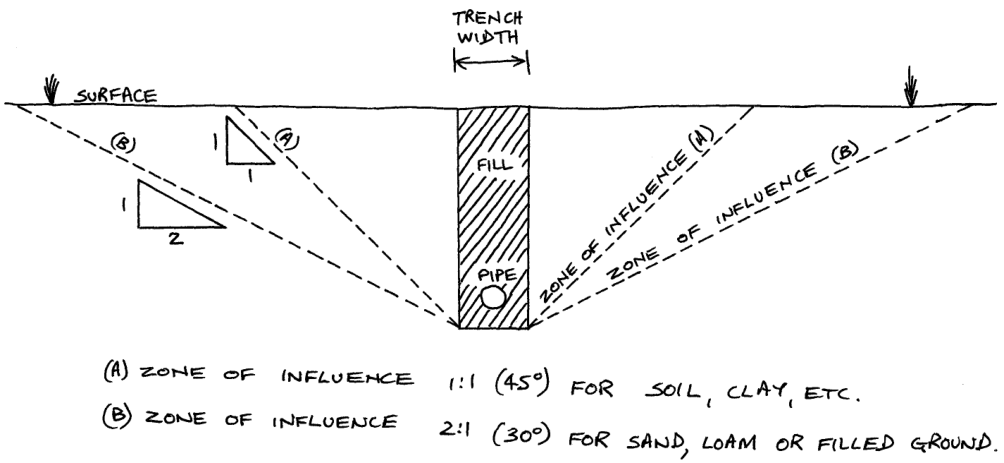 TRENCH
WIDTH
SURFACE
(B)
1
2
1
1
(A)
FILL
PIPE
ZONE OF INFLUENCE (A)
ZONE OF INFLUENCE (B)
(A) ZONE OF INFLUENCE 1:1 (45°) FOR SOIL, CLAY, ETC.
(B) ZONE OF INFLUENCE 2:1 (30°) FOR SAND, LOAM OR FILLED GROUND.